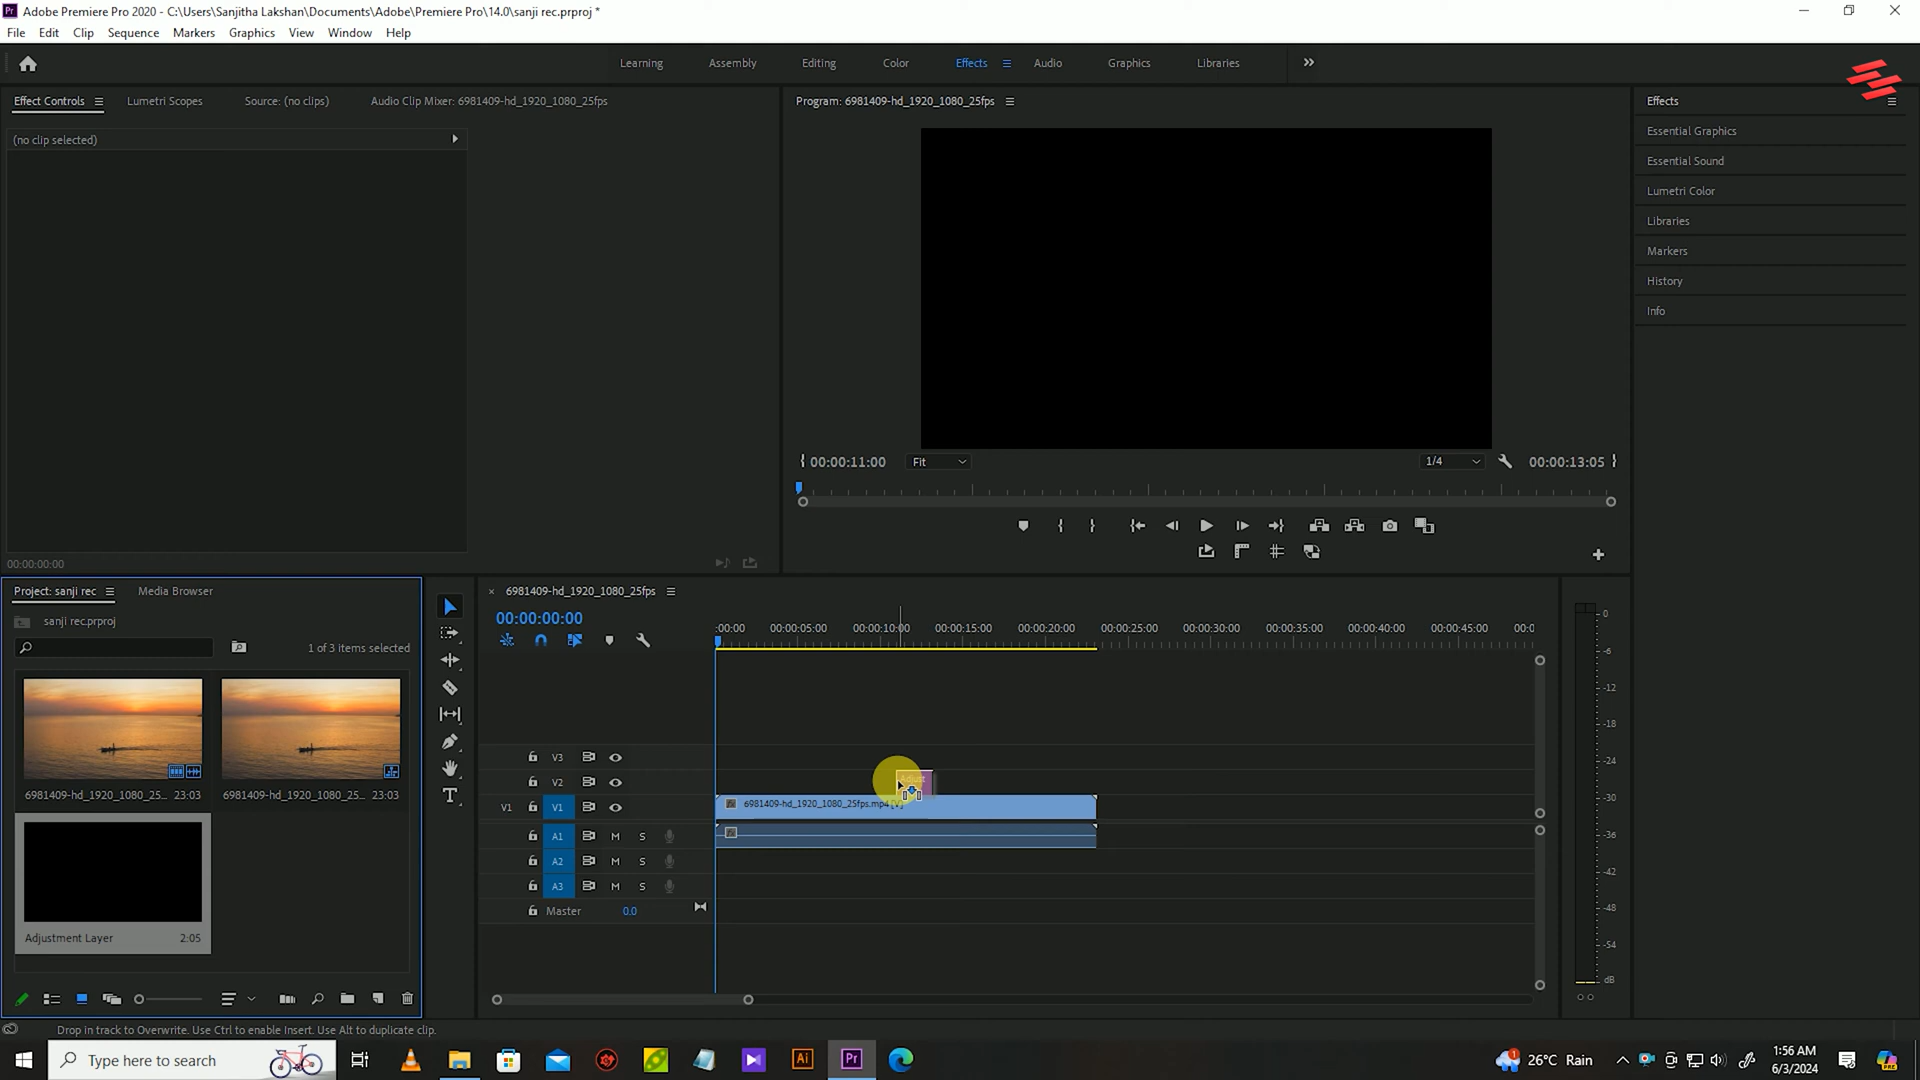 Adobe Premiere Pro 2020 - C:\Users\Sanjitha Lakshan\Documents\Adobe\Premiere Pro\14.0\sanji rec.prproj *
File Edit Clip Sequence Markers Graphics View Window Help
Learning Assembly Editing Color Effects Audio Graphics Libraries
Effect Controls Lumetri Scopes Source: (no clips) Audio Clip Mixer: 6981409-hd_1920_1080_25fps
Program: 6981409-hd_1920_1080_25fps
Effects
(no clip selected)
Essential Graphics
Essential Sound
Lumetri Color
Libraries
Markers
History
Info
00:00:11:00 Fit 1/4 00:00:13:05
00:00:00:00
Project: sanji rec Media Browser
sanji rec.prproj
1 of 3 items selected
6981409-hd_1920_1080_25... 23:03
6981409-hd_1920_1080_25... 23:03
Adjustment Layer 2:05
6981409-hd_1920_1080_25fps
00:00:00:00
:00:00 00:00:05:00 00:00:10:00 00:00:15:00 00:00:20:00 00:00:25:00 00:00:30:00 00:00:35:00 00:00:40:00 00:00:45:00 00:0
V3
V2
Adjust
V1 V1
6981409-hd_1920_1080_25fps.mp4 [V]
A1 M S
A2 M S
A3 M S
Master 0.0
0
-6
-12
-18
-24
-30
-36
-42
-48
-54
dB
Drop in track to Overwrite. Use Ctrl to enable Insert. Use Alt to duplicate clip.
Type here to search
26°C Rain
1:56 AM
6/3/2024